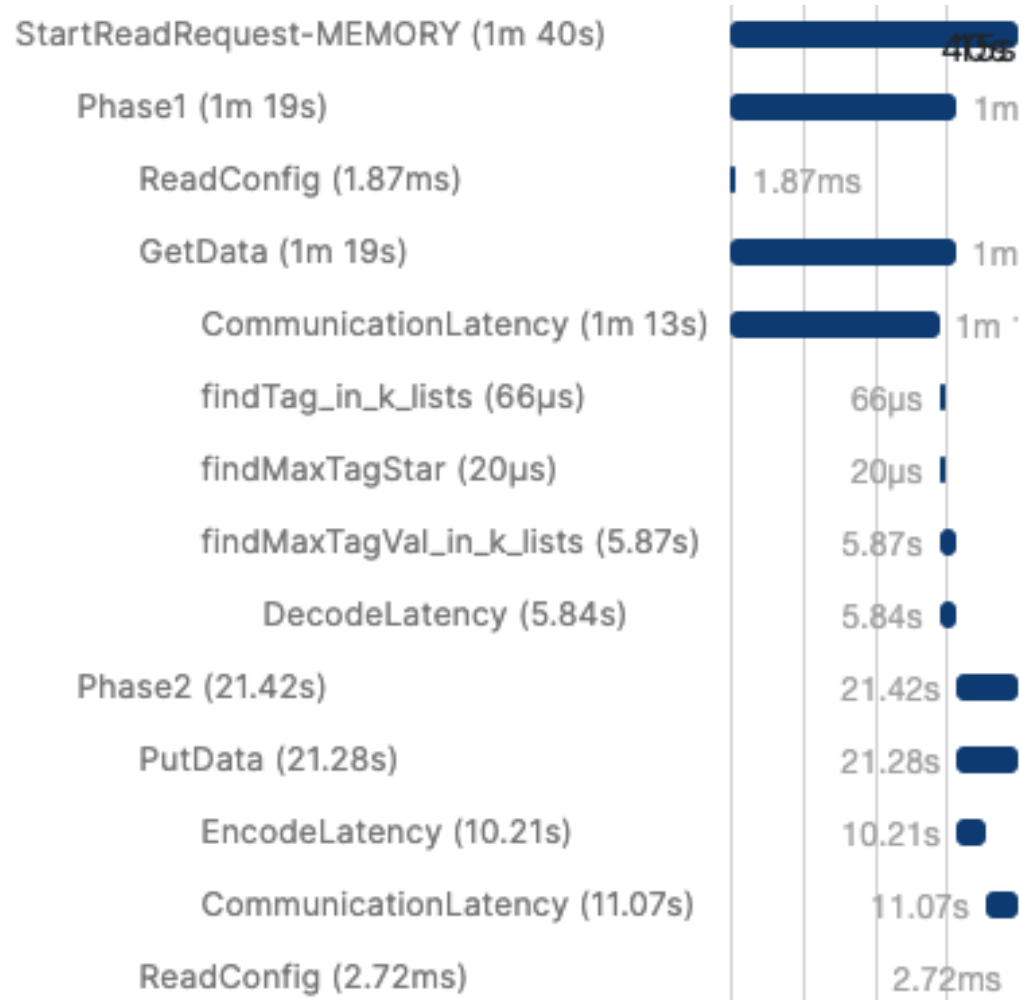 StartReadRequest-MEMORY (1m 40s)
Phase1 (1m 19s) 1m
ReadConfig (1.87ms) 1.87ms
GetData (1m 19s) 1m
CommunicationLatency (1m 13s) 1m
findTag_in_k_lists (66μs) 66μs
findMaxTagStar (20μs) 20μs
findMaxTagVal_in_k_lists (5.87s) 5.87s
DecodeLatency (5.84s) 5.84s
Phase2 (21.42s) 21.42s
PutData (21.28s) 21.28s
EncodeLatency (10.21s) 10.21s
CommunicationLatency (11.07s) 11.07s
ReadConfig (2.72ms) 2.72ms